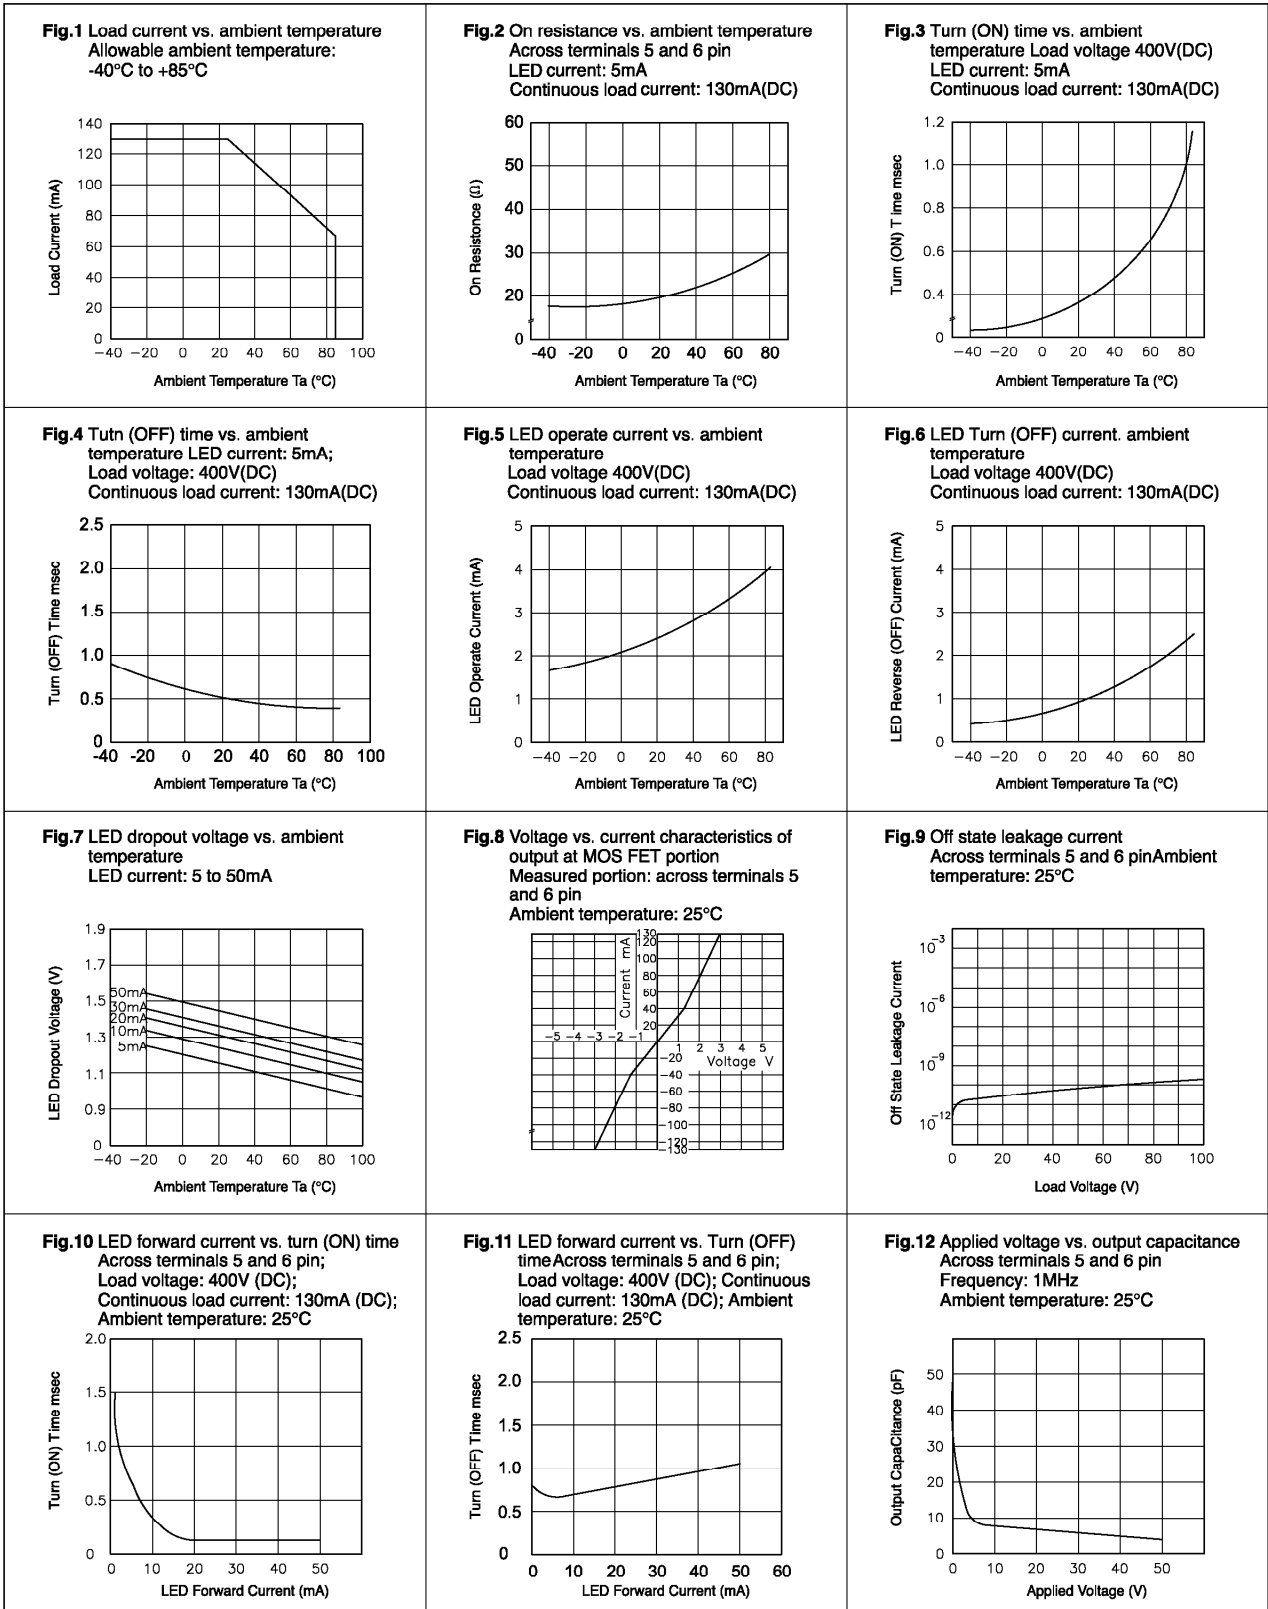 Fig.1 Load current vs. ambient temperature
Allowable ambient temperature:
-40°C to +85°C
140
120
100
80
60
40
20
0
Load Current (mA)
−40 −20 0 20 40 60 80 100
Ambient Temperature Ta (°C)
Fig.2 On resistance vs. ambient temperature
Across terminals 5 and 6 pin
LED current: 5mA
Continuous load current: 130mA(DC)
60
50
40
30
20
0
On Resistonce (Ω)
-40 -20 0 20 40 60 80
Ambient Temperature Ta (°C)
Fig.3 Turn (ON) time vs. ambient
temperature Load voltage 400V(DC)
LED current: 5mA
Continuous load current: 130mA(DC)
1.2
1.0
0.8
0.6
0.4
0
Turn (ON) T ime msec
−40 −20 0 20 40 60 80
Ambient Temperature Ta (°C)
Fig.4 Tutn (OFF) time vs. ambient
temperature LED current: 5mA;
Load voltage: 400V(DC)
Continuous load current: 130mA(DC)
2.5
2.0
1.5
1.0
0.5
0
Turn (OFF) Time msec
-40 -20 0 20 40 60 80 100
Ambient Temperature Ta (°C)
Fig.5 LED operate current vs. ambient
temperature
Load voltage 400V(DC)
Continuous load current: 130mA(DC)
5
4
3
2
1
0
LED Operate Current (mA)
−40 −20 0 20 40 60 80
Ambient Temperature Ta (°C)
Fig.6 LED Turn (OFF) current. ambient
temperature
Load voltage 400V(DC)
Continuous load current: 130mA(DC)
5
4
3
2
1
0
LED Reverse (OFF) Current (mA)
−40 −20 0 20 40 60 80
Ambient Temperature Ta (°C)
Fig.7 LED dropout voltage vs. ambient
temperature
LED current: 5 to 50mA
1.9
1.7
1.5
1.3
1.1
0.9
0
LED Dropout Voltage (V)
50mA
30mA
20mA
10mA
5mA
−40 −20 0 20 40 60 80 100
Ambient Temperature Ta (°C)
Fig.8 Voltage vs. current characteristics of
output at MOS FET portion
Measured portion: across terminals 5
and 6 pin
Ambient temperature: 25°C
130
120
100
80
60
40
20
Current mA
−5 −4 −3 −2 −1
1 2 3 4 5
Voltage V
−20
−40
−60
−80
−100
−120
−130
Fig.9 Off state leakage current
Across terminals 5 and 6 pinAmbient
temperature: 25°C
10−3
10−6
10−9
10−12
Off State Leakage Current
0 20 40 60 80 100
Load Voltage (V)
Fig.10 LED forward current vs. turn (ON) time
Across terminals 5 and 6 pin;
Load voltage: 400V (DC);
Continuous load current: 130mA (DC);
Ambient temperature: 25°C
2.0
1.5
1.0
0.5
0
Turn (ON) Time msec
0 10 20 30 40 50
LED Forward Current (mA)
Fig.11 LED forward current vs. Turn (OFF)
timeAcross terminals 5 and 6 pin;
Load voltage: 400V (DC); Continuous
load current: 130mA (DC); Ambient
temperature: 25°C
2.5
2.0
1.5
1.0
0.5
0
Turn (OFF) Time msec
0 10 20 30 40 50 60
LED Forward Current (mA)
Fig.12 Applied voltage vs. output capacitance
Across terminals 5 and 6 pin
Frequency: 1MHz
Ambient temperature: 25°C
50
40
30
20
10
0
Output CapaCitance (pF)
0 10 20 30 40 50
Applied Voltage (V)